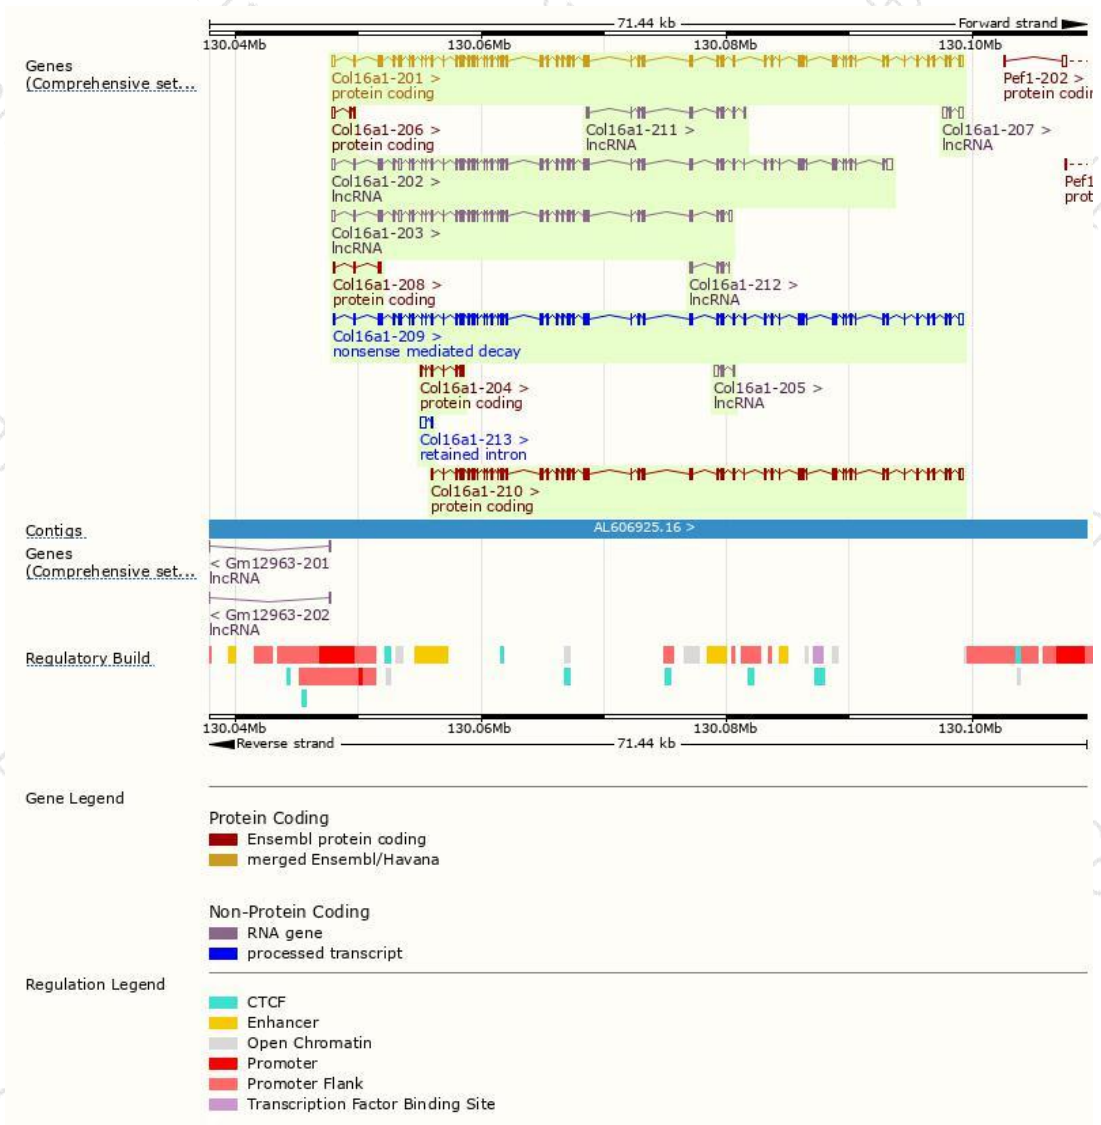 71.44 kb
Forward strand
130.04Mb 130.06Mb 130.08Mb 130.10Mb
Genes
(Comprehensive set...
Col16a1-201 >
protein coding
Pef1-202 >
protein codin
Col16a1-206 >
protein coding
Col16a1-211 >
lncRNA
Col16a1-207 >
lncRNA
Col16a1-202 >
lncRNA
Pef1
prot
Col16a1-203 >
lncRNA
Col16a1-208 >
protein coding
Col16a1-212 >
lncRNA
Col16a1-209 >
nonsense mediated decay
Col16a1-204 >
protein coding
Col16a1-205 >
lncRNA
Col16a1-213 >
retained intron
Col16a1-210 >
protein coding
Contigs
AL606925.16 >
Genes
(Comprehensive set...
< Gm12963-201
lncRNA
< Gm12963-202
lncRNA
Regulatory Build
130.04Mb 130.06Mb 130.08Mb 130.10Mb
Reverse strand
71.44 kb
Gene Legend
Protein Coding
Ensembl protein coding
merged Ensembl/Havana
Non-Protein Coding
RNA gene
processed transcript
Regulation Legend
CTCF
Enhancer
Open Chromatin
Promoter
Promoter Flank
Transcription Factor Binding Site